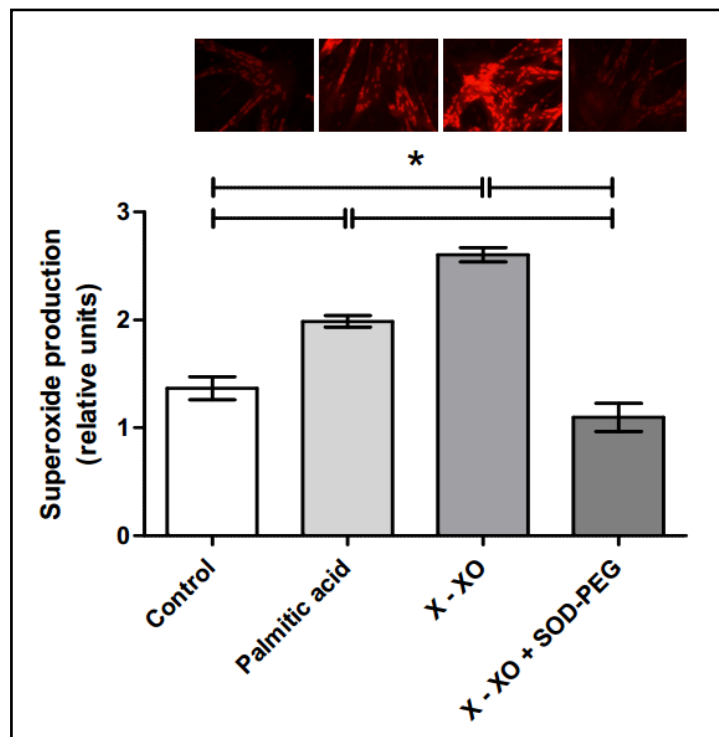 *
Superoxide production
(relative units)
3
2
1
0
Control
Palmitic acid
X - XO
X - XO + SOD-PEG